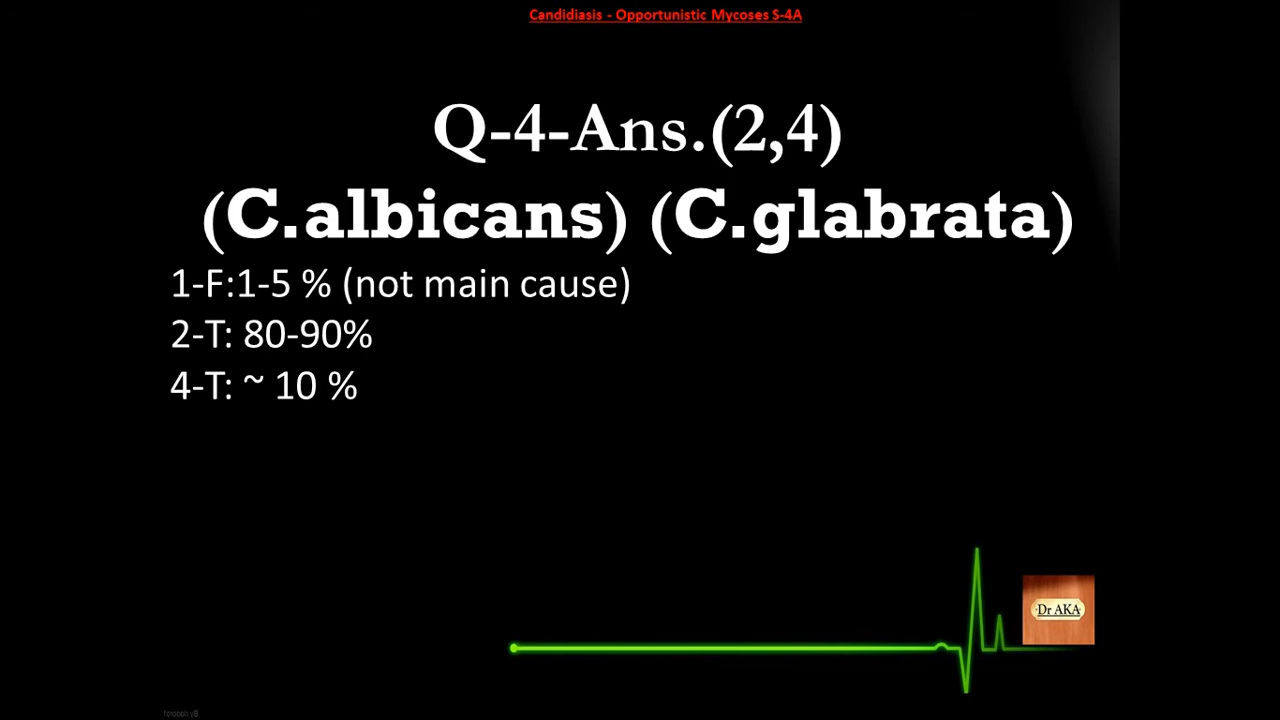 Candidiasis - Opportunistic Mycoses S-4A
Q-4-Ans.(2,4)
(C.albicans) (C.glabrata)
1-F:1-5 % (not main cause)
2-T: 80-90%
4-T: ~ 10 %
Dr AKA